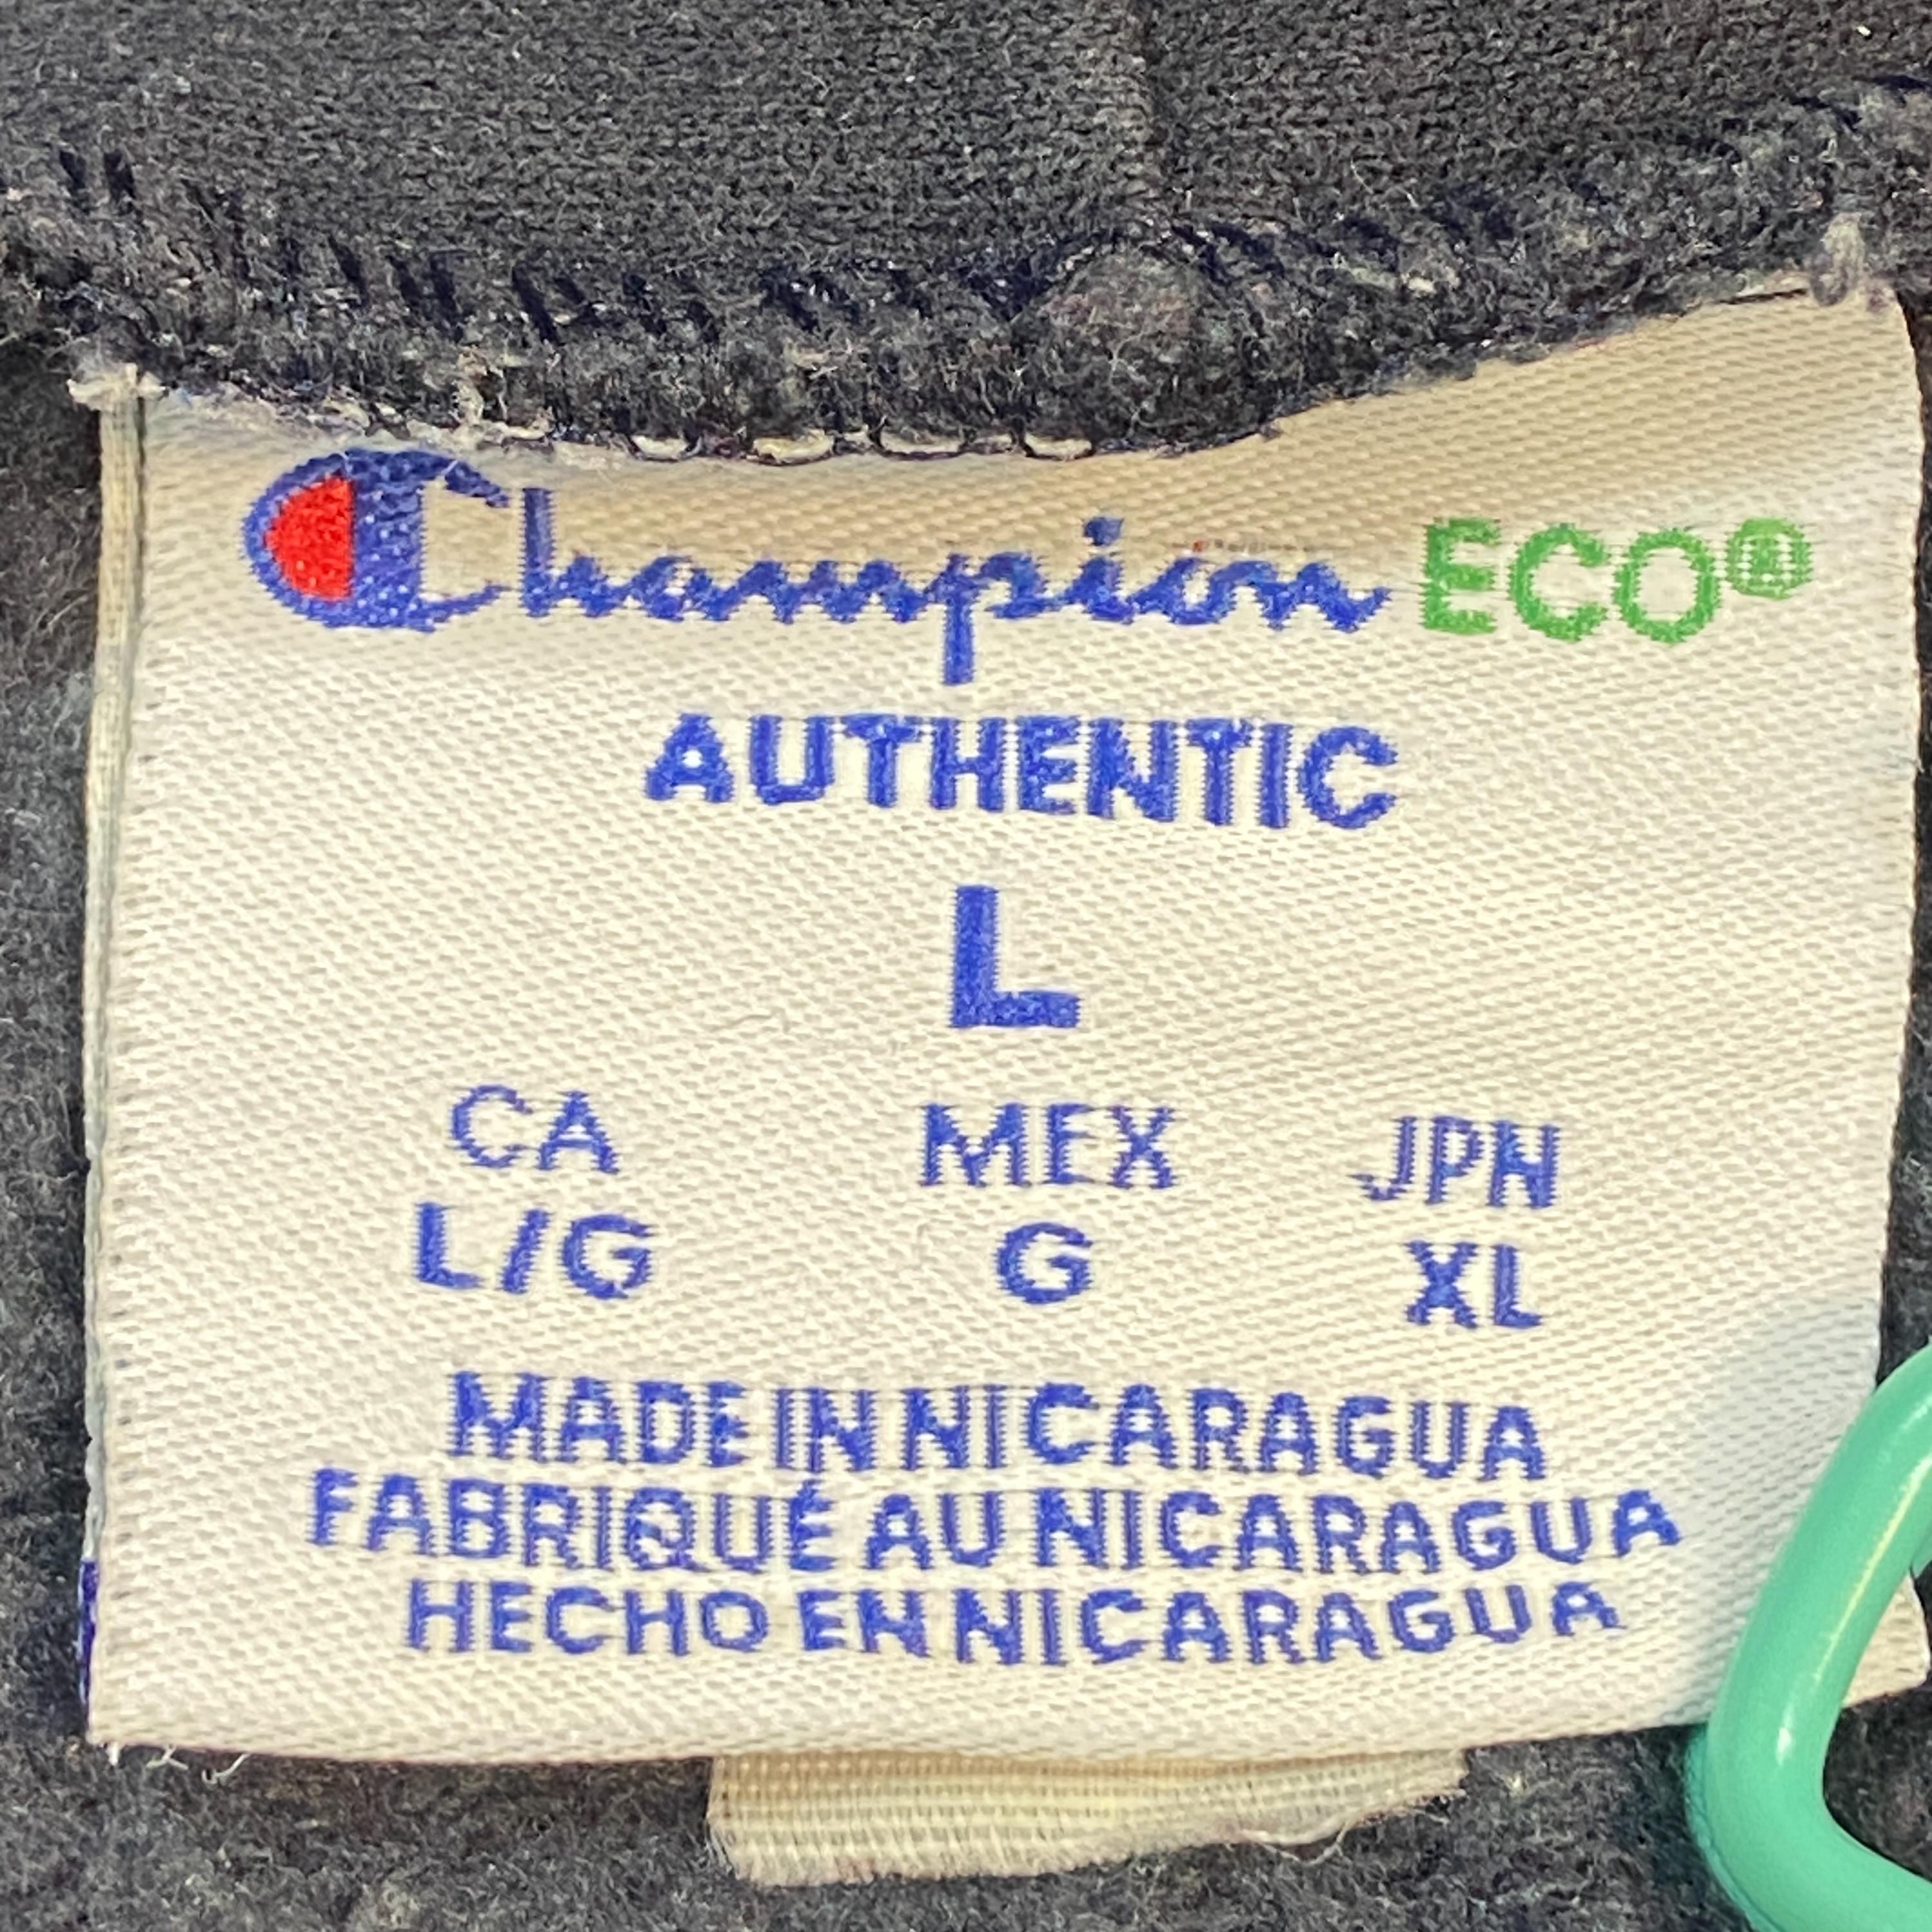 Champion ECO®
AUTHENTIC
L
CA MEX JPN
L/G G XL
MADE IN NICARAGUA
FABRIQUÉ AU NICARAGUA
HECHO EN NICARAGUA